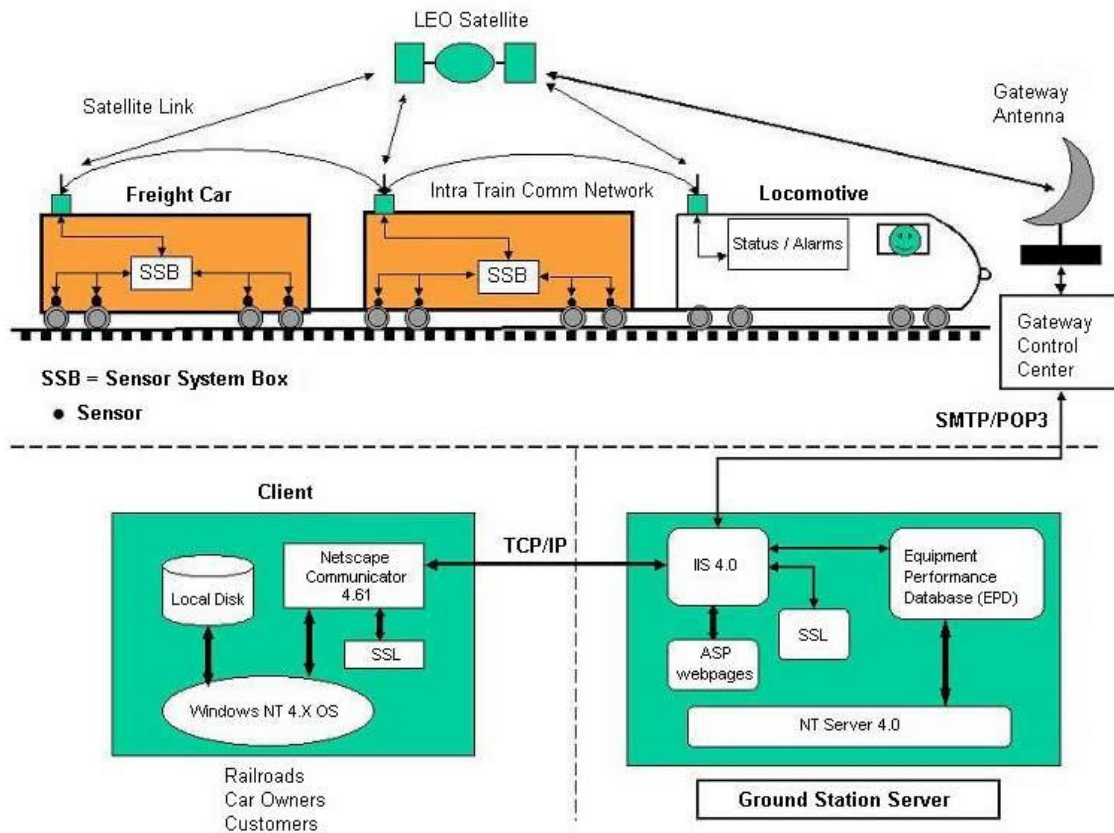 LEO Satellite
Satellite Link
Gateway
Antenna
Freight Car
Intra Train Comm Network
Locomotive
Status / Alarms
SSB
SSB
Gateway
Control
Center
SSB = Sensor System Box
Sensor
SMTP/POP3
Client
TCP/IP
Local Disk
Netscape
Communicator
4.61
SSL
Windows NT 4.X OS
Railroads
Car Owners
Customers
IIS 4.0
Equipment
Performance
Database (EPD)
SSL
ASP
webpages
NT Server 4.0
Ground Station Server